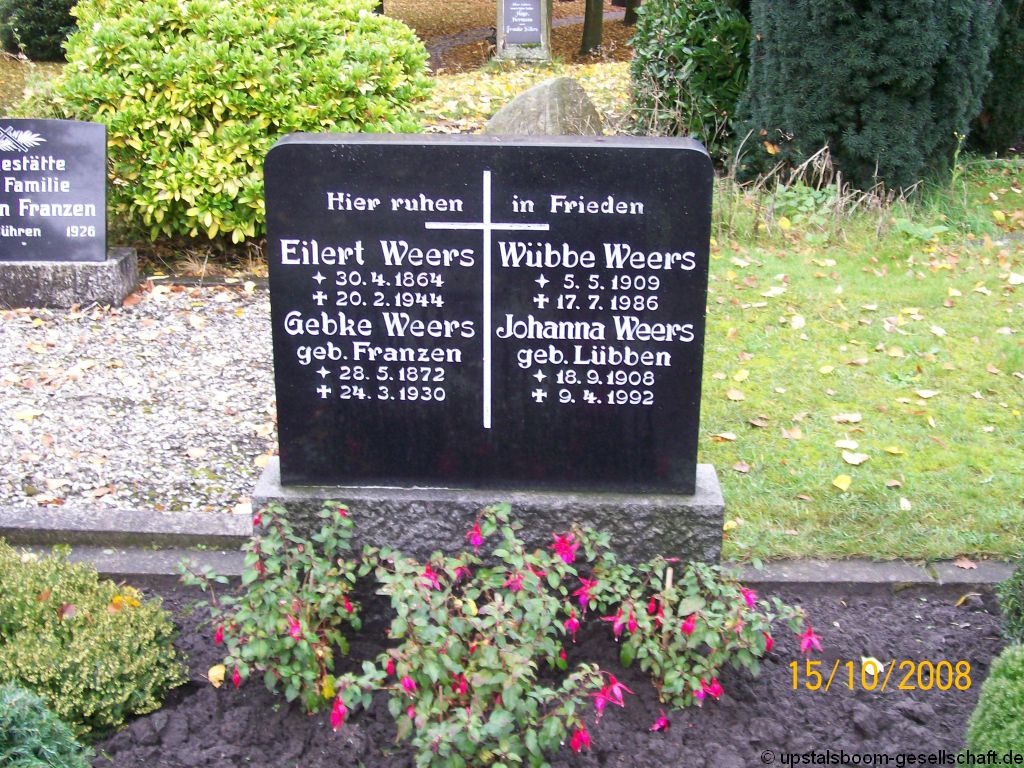 Hier ruhen in Frieden
Eilert Weers
✦ 30.4.1864
✝ 20.2.1944
Gebke Weers
geb. Franzen
✦ 28.5.1872
✝ 24.3.1930
Wübbe Weers
✦ 5.5.1909
✝ 17.7.1986
Johanna Weers
geb. Lübben
✦ 18.9.1908
✝ 9.4.1992
estätte
Familie
n Franzen
ühren 1926
15/10/2008
© upstalsboom-gesellschaft.de